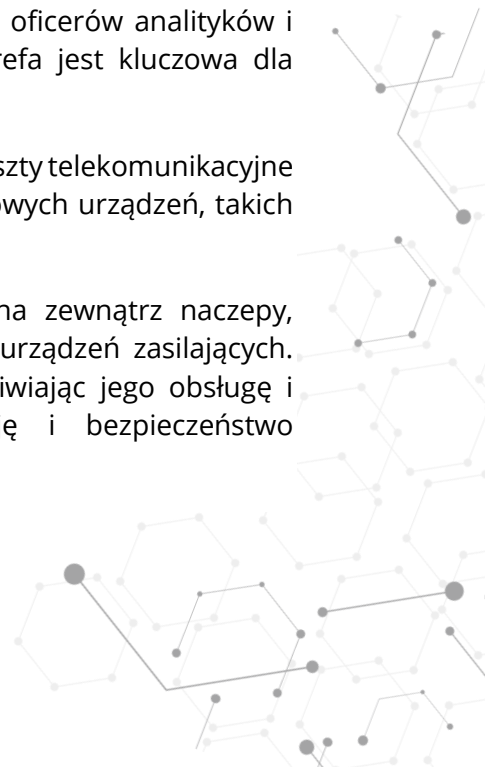 oficerów analityków i
refa jest kluczowa dla
szty telekomunikacyjne
owych urządzeń, takich
na zewnątrz naczepy,
urządzeń zasilających.
iwiając jego obsługę i
ę i bezpieczeństwo